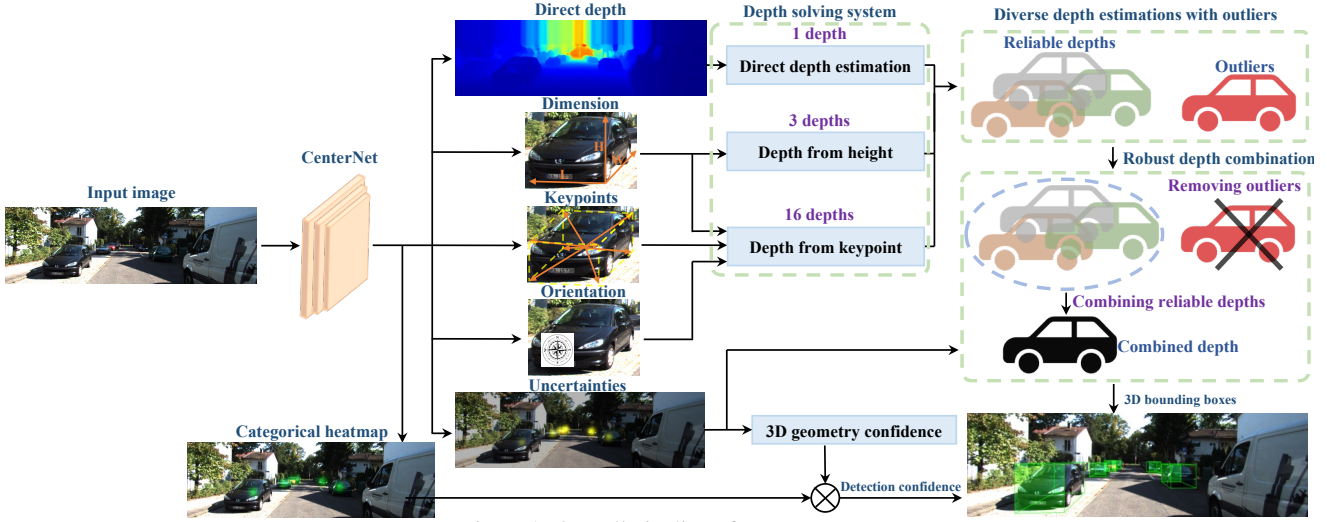 Direct depth
Depth solving system
Diverse depth estimations with outliers
1 depth
Reliable depths
Direct depth estimation
Outliers
Dimension
H
W
L
3 depths
Depth from height
Robust depth combination
CenterNet
Input image
Removing outliers
Keypoints
16 depths
Depth from keypoint
Orientation
Combining reliable depths
Combined depth
Uncertainties
3D bounding boxes
Categorical heatmap
3D geometry confidence
Detection confidence